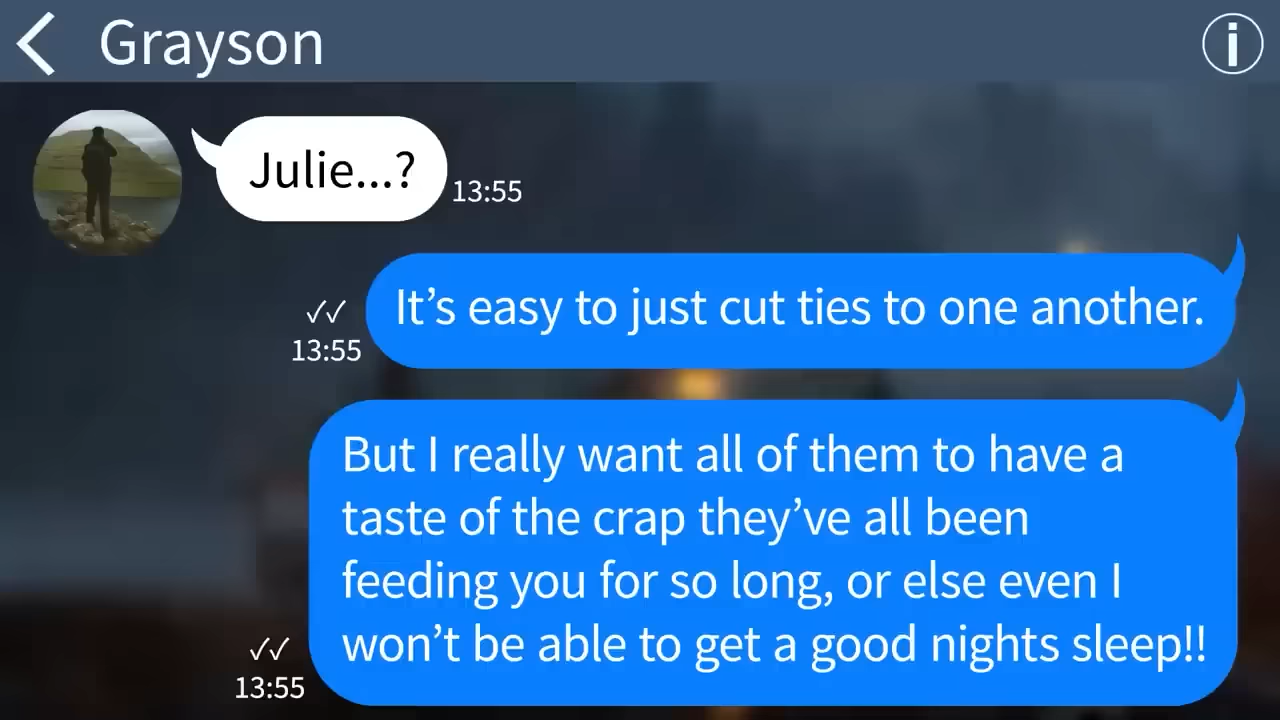 Grayson
Julie...?
13:55
It’s easy to just cut ties to one another.
13:55
But I really want all of them to have a
taste of the crap they’ve all been
feeding you for so long, or else even I
won’t be able to get a good nights sleep!!
13:55